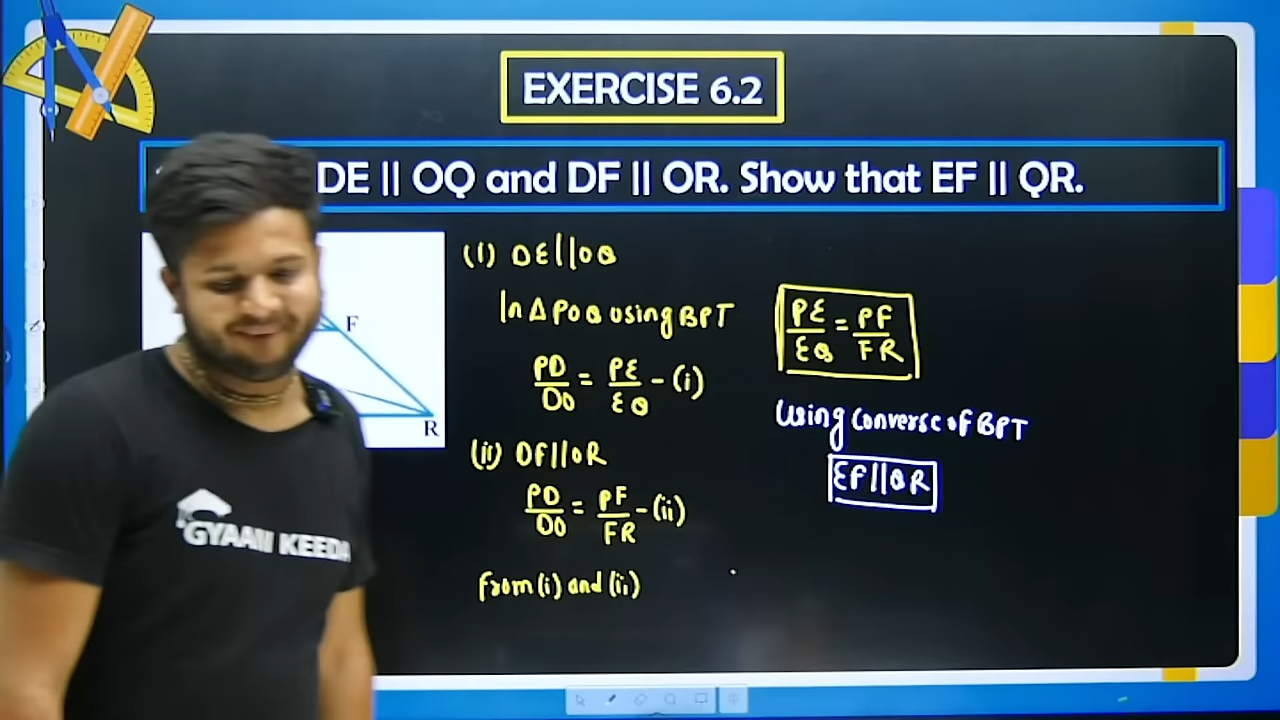 EXERCISE 6.2
DE || OQ and DF || OR. Show that EF || QR.
F
R
(i) DE||OQ
In Δ POQ using BPT
PD/DO = PE/EQ - (i)
(ii) DF||OR
PD/DO = PF/FR - (ii)
from (i) and (ii)
PE/EQ = PF/FR
Using Converse of BPT
EF||QR
GYAAN KEEDA